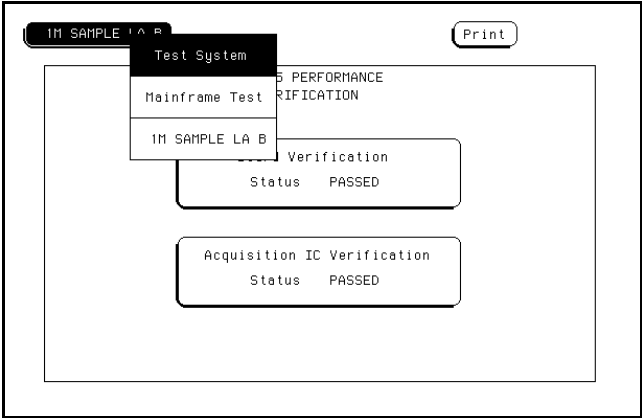 1M SAMPLE LA B
Print
Test System
Mainframe Test
1M SAMPLE LA B
PERFORMANCE
Verification
Status PASSED
Acquisition IC Verification
Status PASSED